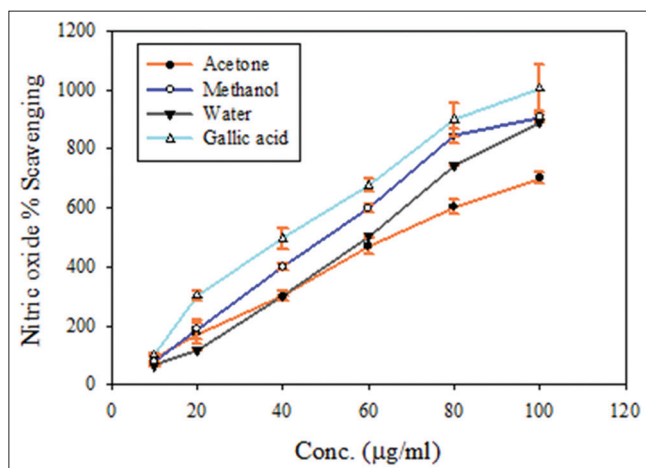 1200
1000
800
600
400
200
0
Nitric oxide % Scavenging
Acetone
Methanol
Water
Gallic acid
0 20 40 60 80 100 120
Conc. (μg/ml)